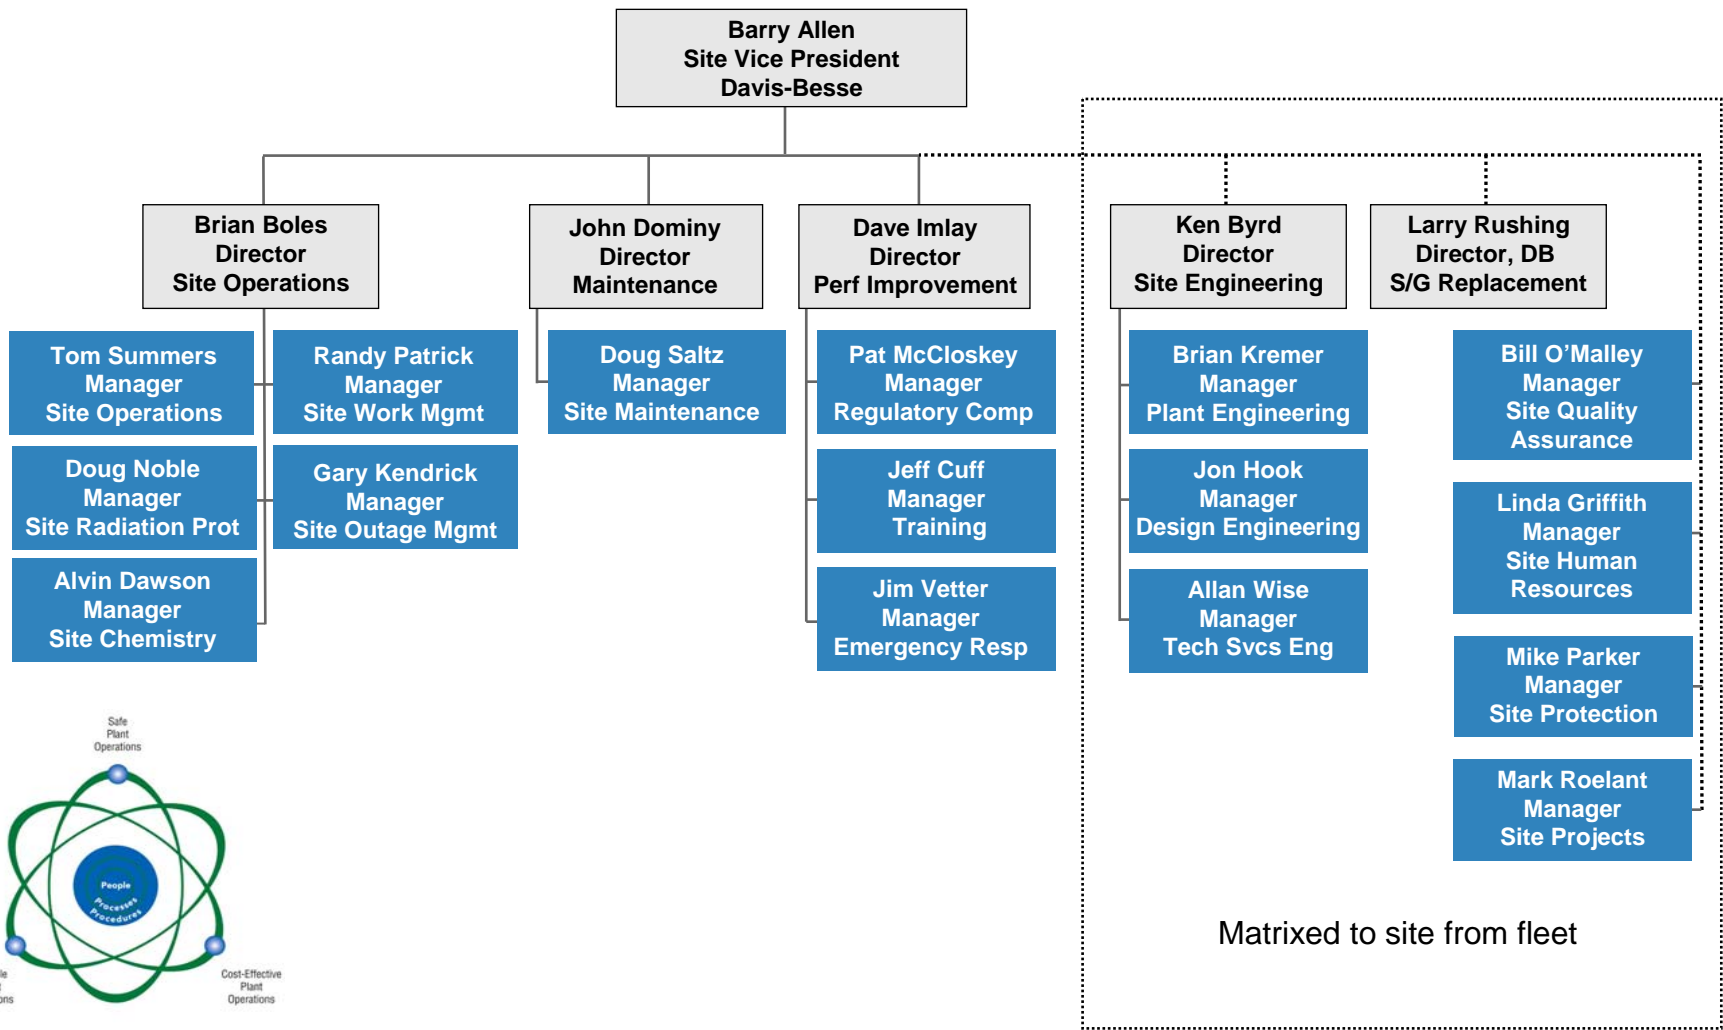 Barry Allen
Site Vice President
Davis-Besse
Brian Boles
Director
Site Operations
John Dominy
Director
Maintenance
Dave Imlay
Director
Perf Improvement
Ken Byrd
Director
Site Engineering
Larry Rushing
Director, DB
S/G Replacement
Tom Summers
Manager
Site Operations
Randy Patrick
Manager
Site Work Mgmt
Doug Noble
Manager
Site Radiation Prot
Gary Kendrick
Manager
Site Outage Mgmt
Alvin Dawson
Manager
Site Chemistry
Doug Saltz
Manager
Site Maintenance
Pat McCloskey
Manager
Regulatory Comp
Jeff Cuff
Manager
Training
Jim Vetter
Manager
Emergency Resp
Brian Kremer
Manager
Plant Engineering
Jon Hook
Manager
Design Engineering
Allan Wise
Manager
Tech Svcs Eng
Bill O’Malley
Manager
Site Quality
Assurance
Linda Griffith
Manager
Site Human
Resources
Mike Parker
Manager
Site Protection
Mark Roelant
Manager
Site Projects
Matrixed to site from fleet
Safe
Plant
Operations
People
Processes
Procedures
Cost-Effective
Plant
Operations